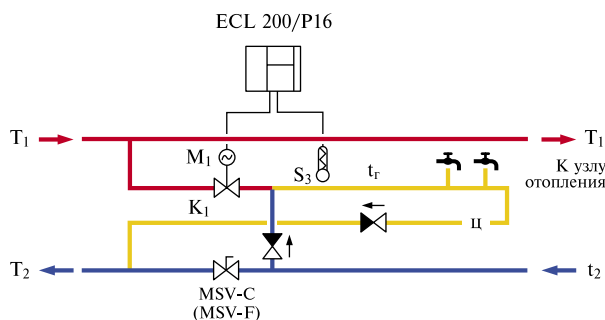 ECL 200/P16
T₁
T₁
M₁
S₃
tг
К узлу
отопления
K₁
ц
T₂
t₂
MSV-C
(MSV-F)